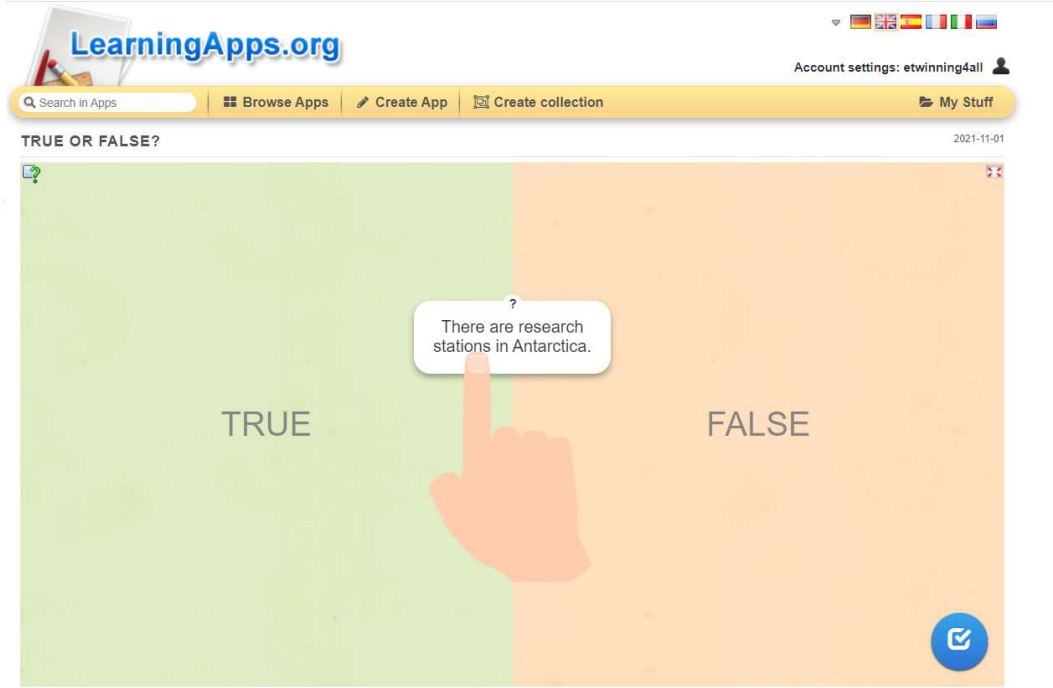 LearningApps.org
Account settings: etwinning4all
Search in Apps
Browse Apps
Create App
Create collection
My Stuff
TRUE OR FALSE?
2021-11-01
?
There are research
stations in Antarctica.
TRUE
FALSE